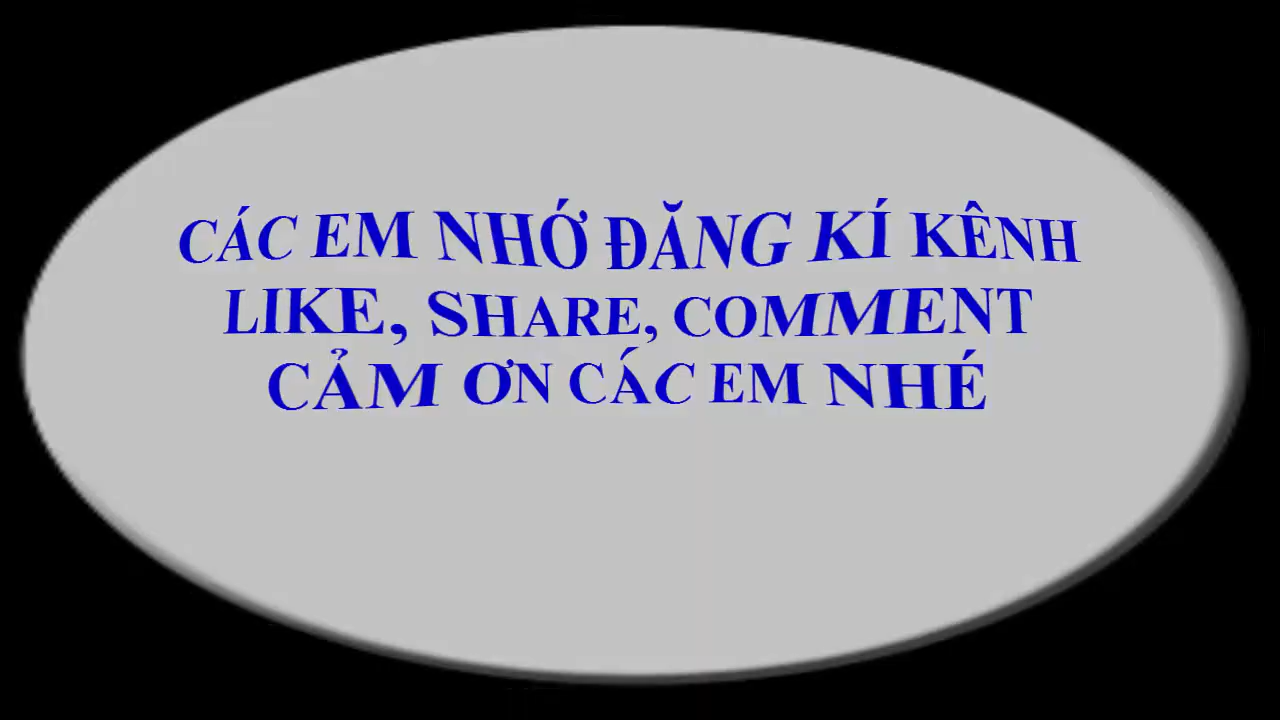 CÁC EM NHỚ ĐĂNG KÍ KÊNH
LIKE, SHARE, COMMENT
CẢM ƠN CÁC EM NHÉ